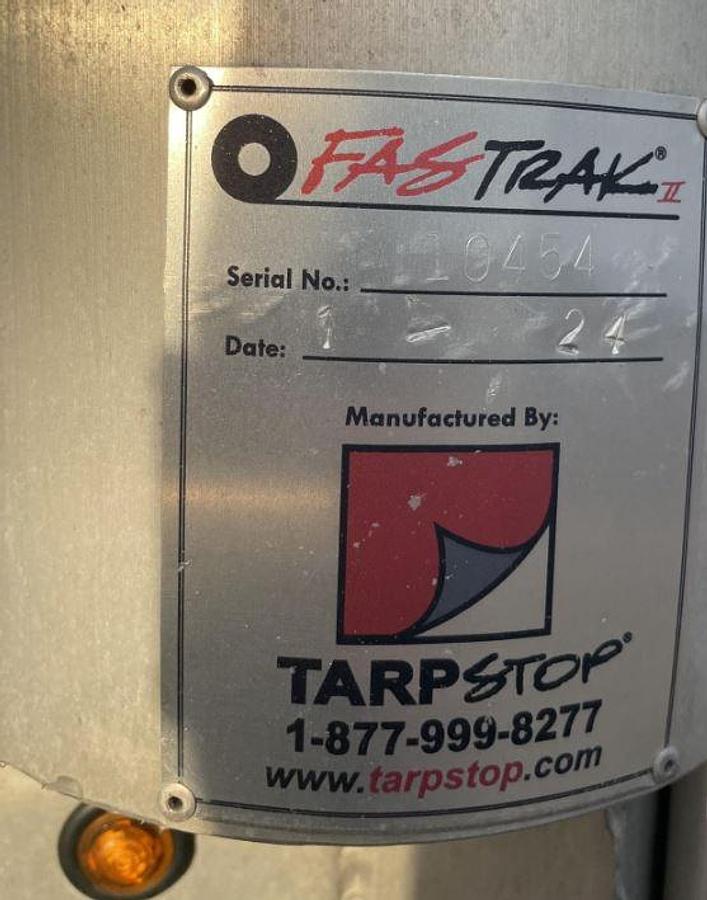 FASTRAK® II
Serial No.: 10454
Date: 1 - 24
Manufactured By:
TARPSTOP®
1-877-999-8277
www.tarpstop.com